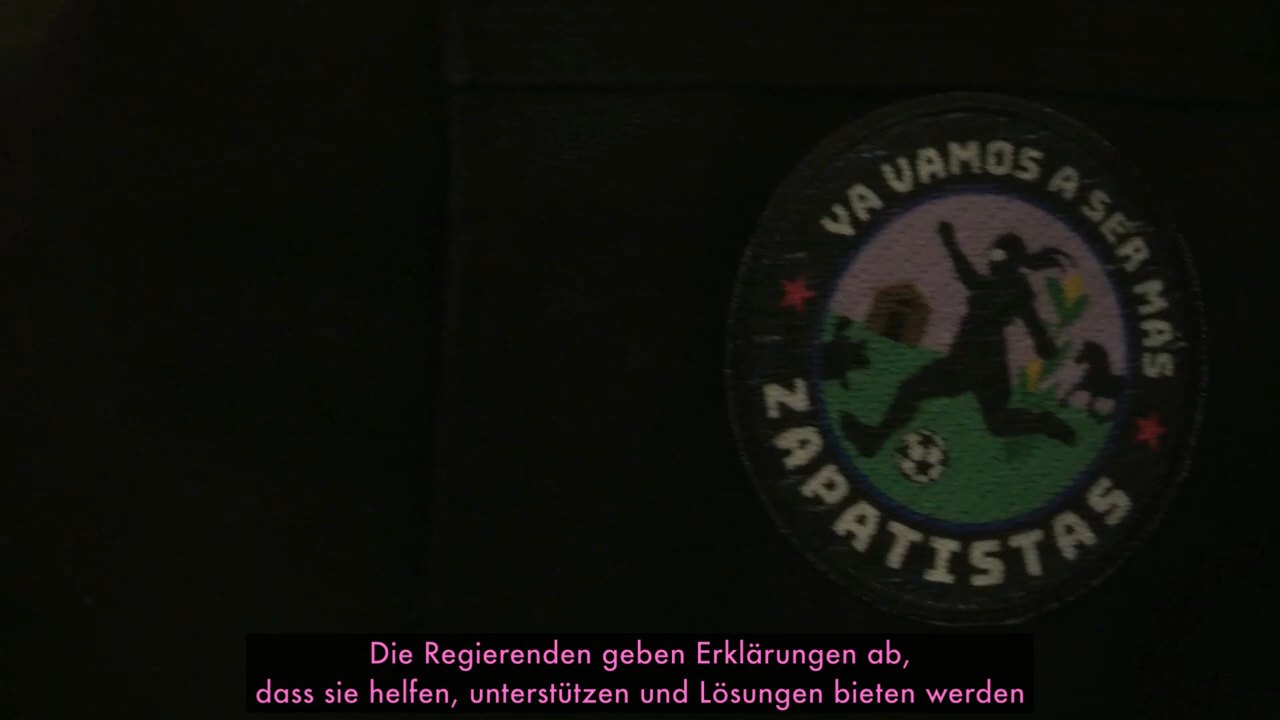 YA VAMOS A SER MÁS
ZAPATISTAS
Die Regierenden geben Erklärungen ab,
dass sie helfen, unterstützen und Lösungen bieten werden